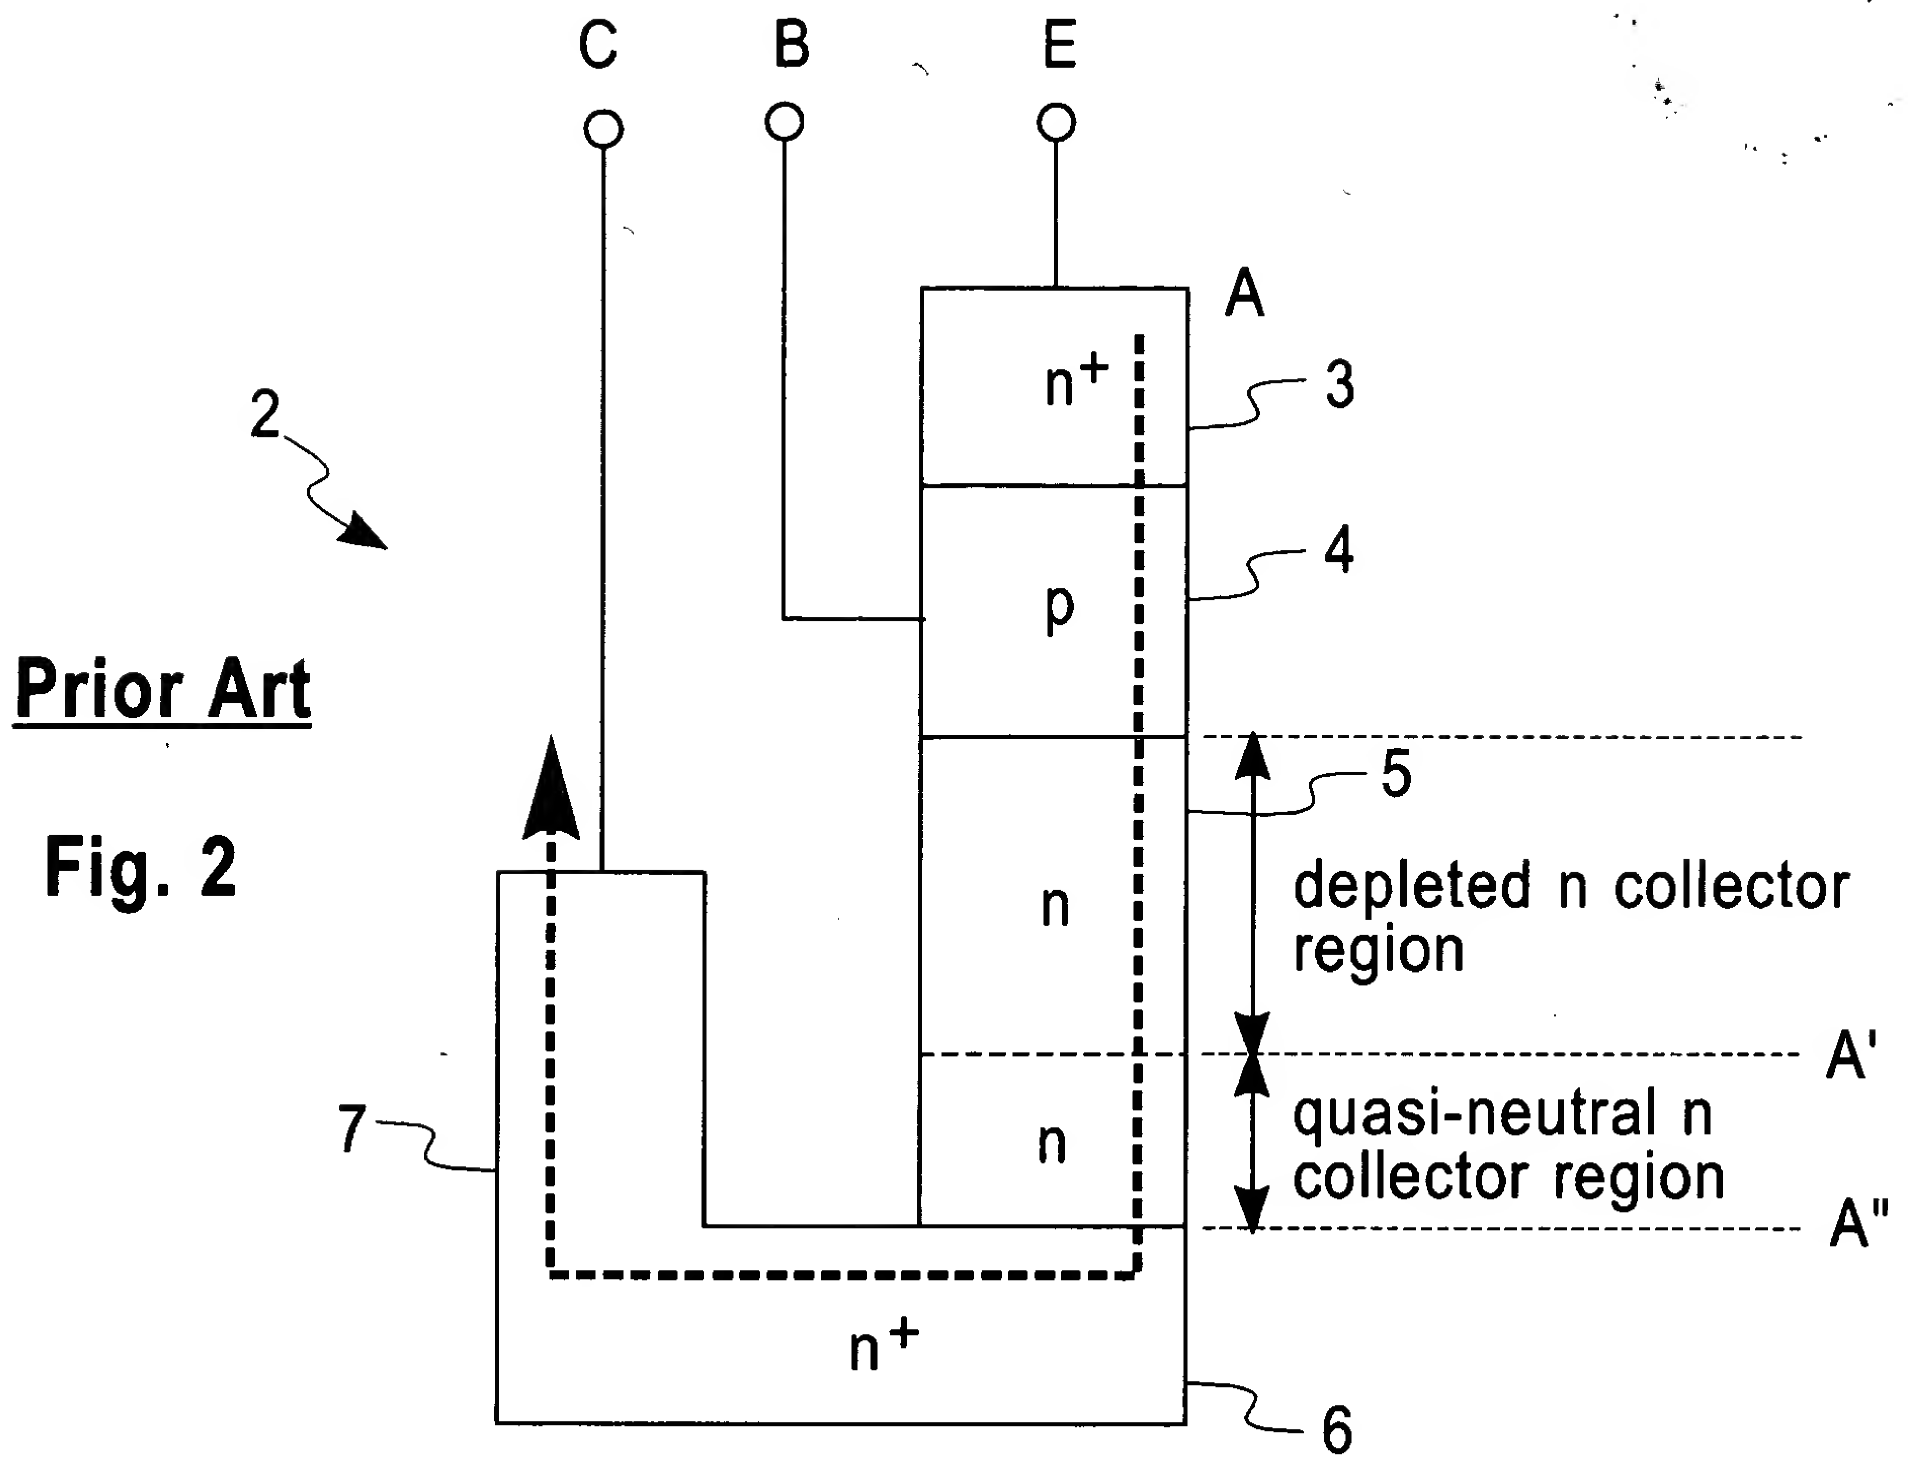 C B E
A
n+
3
2
4
p
Prior Art
5
Fig. 2
n
depleted n collector
region
A'
7
n
quasi-neutral n
collector region
A"
n+
6